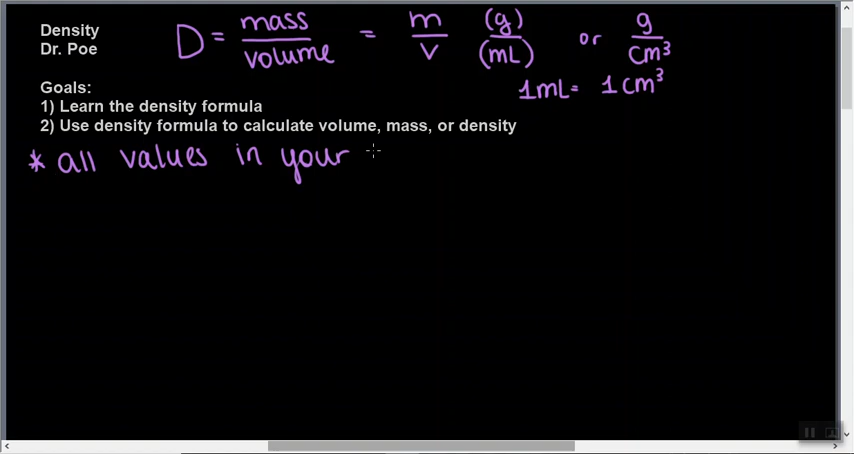 Density
Dr. Poe
D = mass/volume = m/v (g)/(mL) or g/cm³
1mL = 1cm³
Goals:
1) Learn the density formula
2) Use density formula to calculate volume, mass, or density
* all values in your